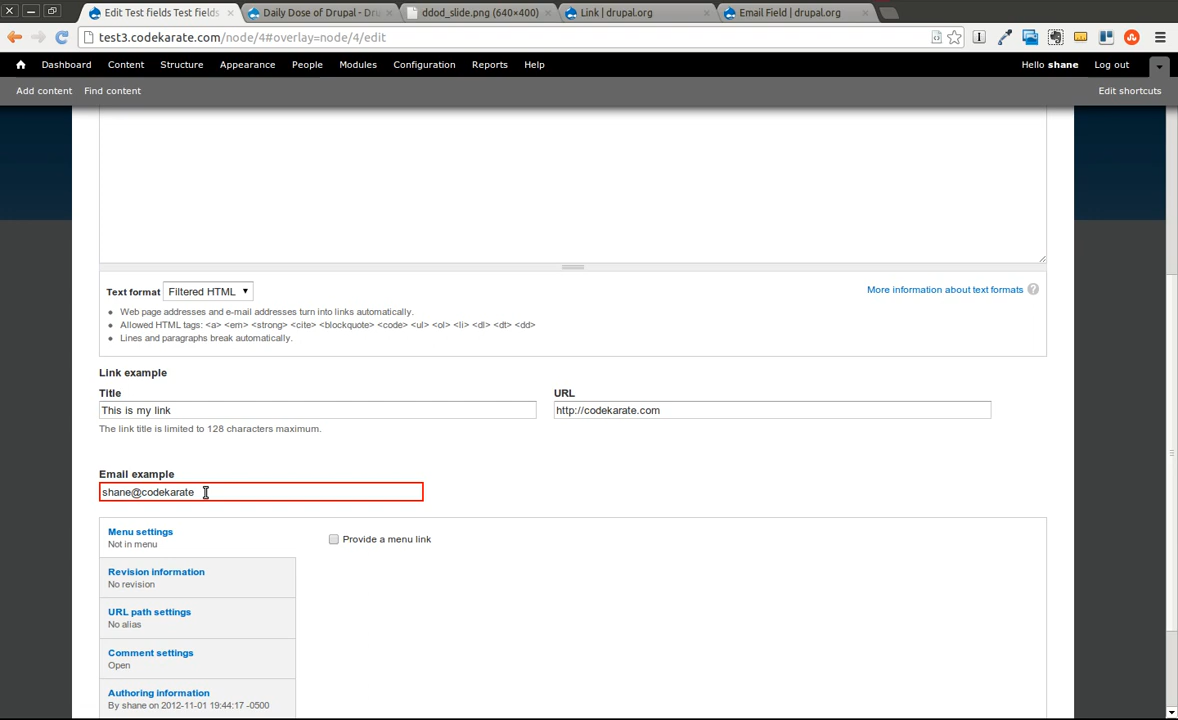 Edit Test fields Test fields
Daily Dose of Drupal - Dru
ddod_slide.png (640×400)
Link | drupal.org
Email Field | drupal.org
test3.codekarate.com/node/4#overlay=node/4/edit
Dashboard Content Structure Appearance People Modules Configuration Reports Help
Hello shane Log out
Add content Find content
Edit shortcuts
Text format Filtered HTML
More information about text formats ?
Web page addresses and e-mail addresses turn into links automatically.
Allowed HTML tags: <a> <em> <strong> <cite> <blockquote> <code> <ul> <ol> <li> <dl> <dt> <dd>
Lines and paragraphs break automatically.
Link example
Title
URL
This is my link
http://codekarate.com
The link title is limited to 128 characters maximum.
Email example
shane@codekarate
Menu settings
Not in menu
Provide a menu link
Revision information
No revision
URL path settings
No alias
Comment settings
Open
Authoring information
By shane on 2012-11-01 19:44:17 -0500